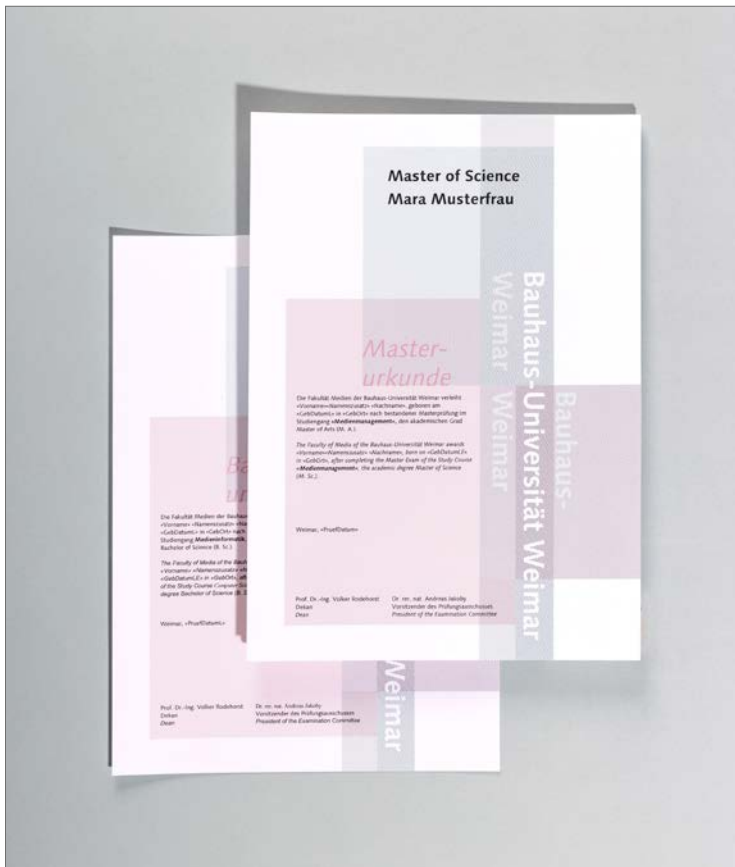 Master of Science
Mara Musterfrau
Bauhaus-
Weimar
Bauhaus-Universität Weimar
Weimar
Weimar
Master-
urkunde
Die Fakultät Medien der Bauhaus-Universität Weimar verleiht
«Vorname»«Namenszusatz» «Nachname», geboren am
«GebDatumL» in «GebOrt» nach bestandener Masterprüfung im
Studiengang «Medienmanagement», den akademischen Grad
Master of Arts (M. A.)
The Faculty of Media of the Bauhaus-Universität Weimar awards
«Vorname»«Namenszusatz» «Nachname», born on «GebDatumLE»
in «GebOrt», after completing the Master Exam of the Study Course
«Medienmanagement», the academic degree Master of Science
(M. Sc.)
Weimar, «PruefDatum»
Prof. Dr.-Ing. Volker Rodehorst
Dekan
Dean
Dr. rer. nat. Andreas Jakoby
Vorsitzender des Prüfungsausschusses
President of the Examination Committee
Ba
ur
Die Fakultät Medien der Bauhaus
«Vorname» «Namenszusatz»
«GebDatumL» in «GebOrt» nach
Studiengang Medieninformatik,
Bachelor of Science (B. Sc.)
The Faculty of Media of the Bauh
«Vorname» «Namenszusatz»
«GebDatumLE» in «GebOrt»,
of the Study Course Computer
degree Bachelor of Science (B. S
Weimar, «PruefDatumL»
Weimar
Prof. Dr.-Ing. Volker Rodehorst
Dekan
Dean
Dr. rer. nat. Andreas Jakoby
Vorsitzender des Prüfungsausschusses
President of the Examination Committee